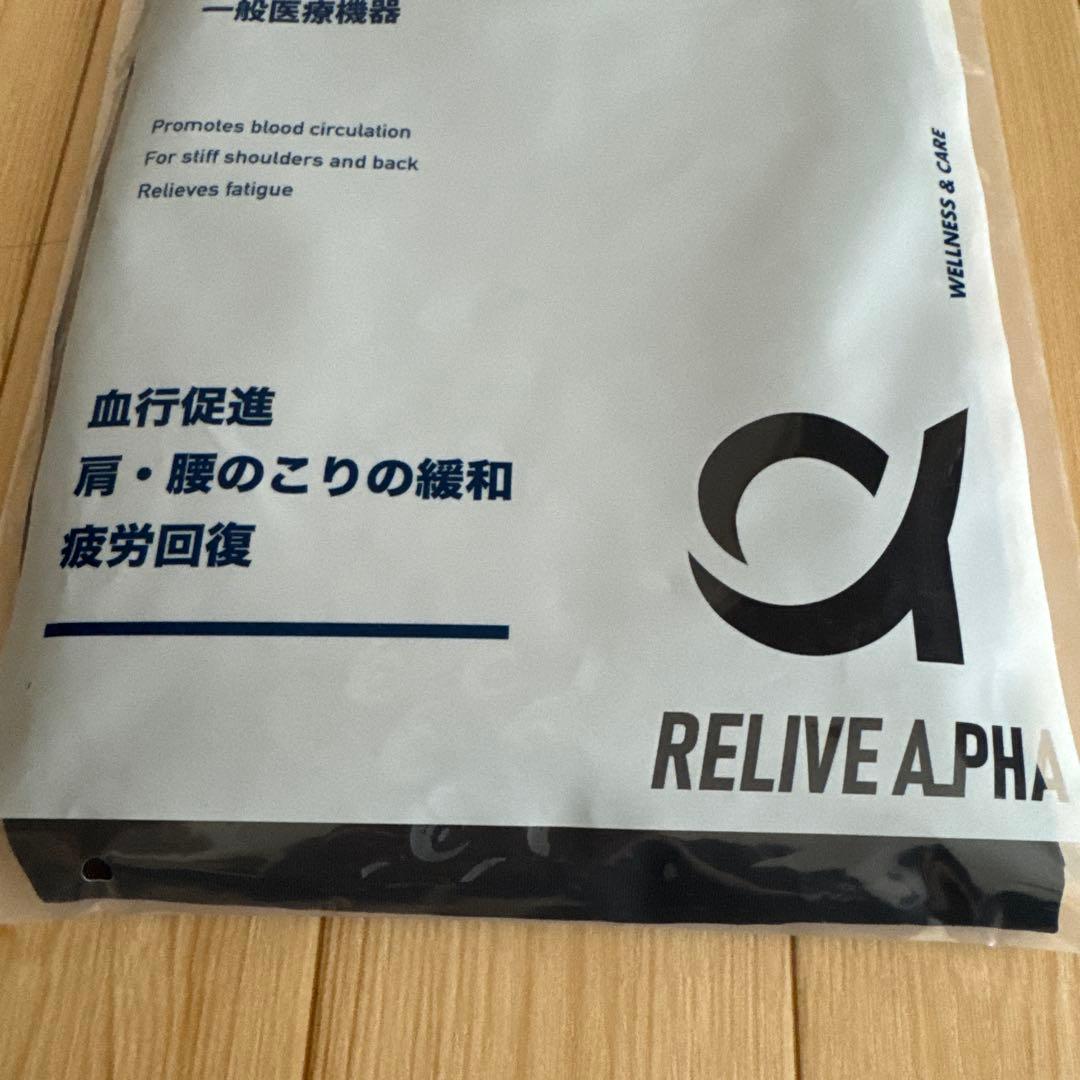 一般医療機器
Promotes blood circulation
For stiff shoulders and back
Relieves fatigue
WELLNESS & CARE
血行促進
肩・腰のこりの緩和
疲労回復
RELIVE ALPHA